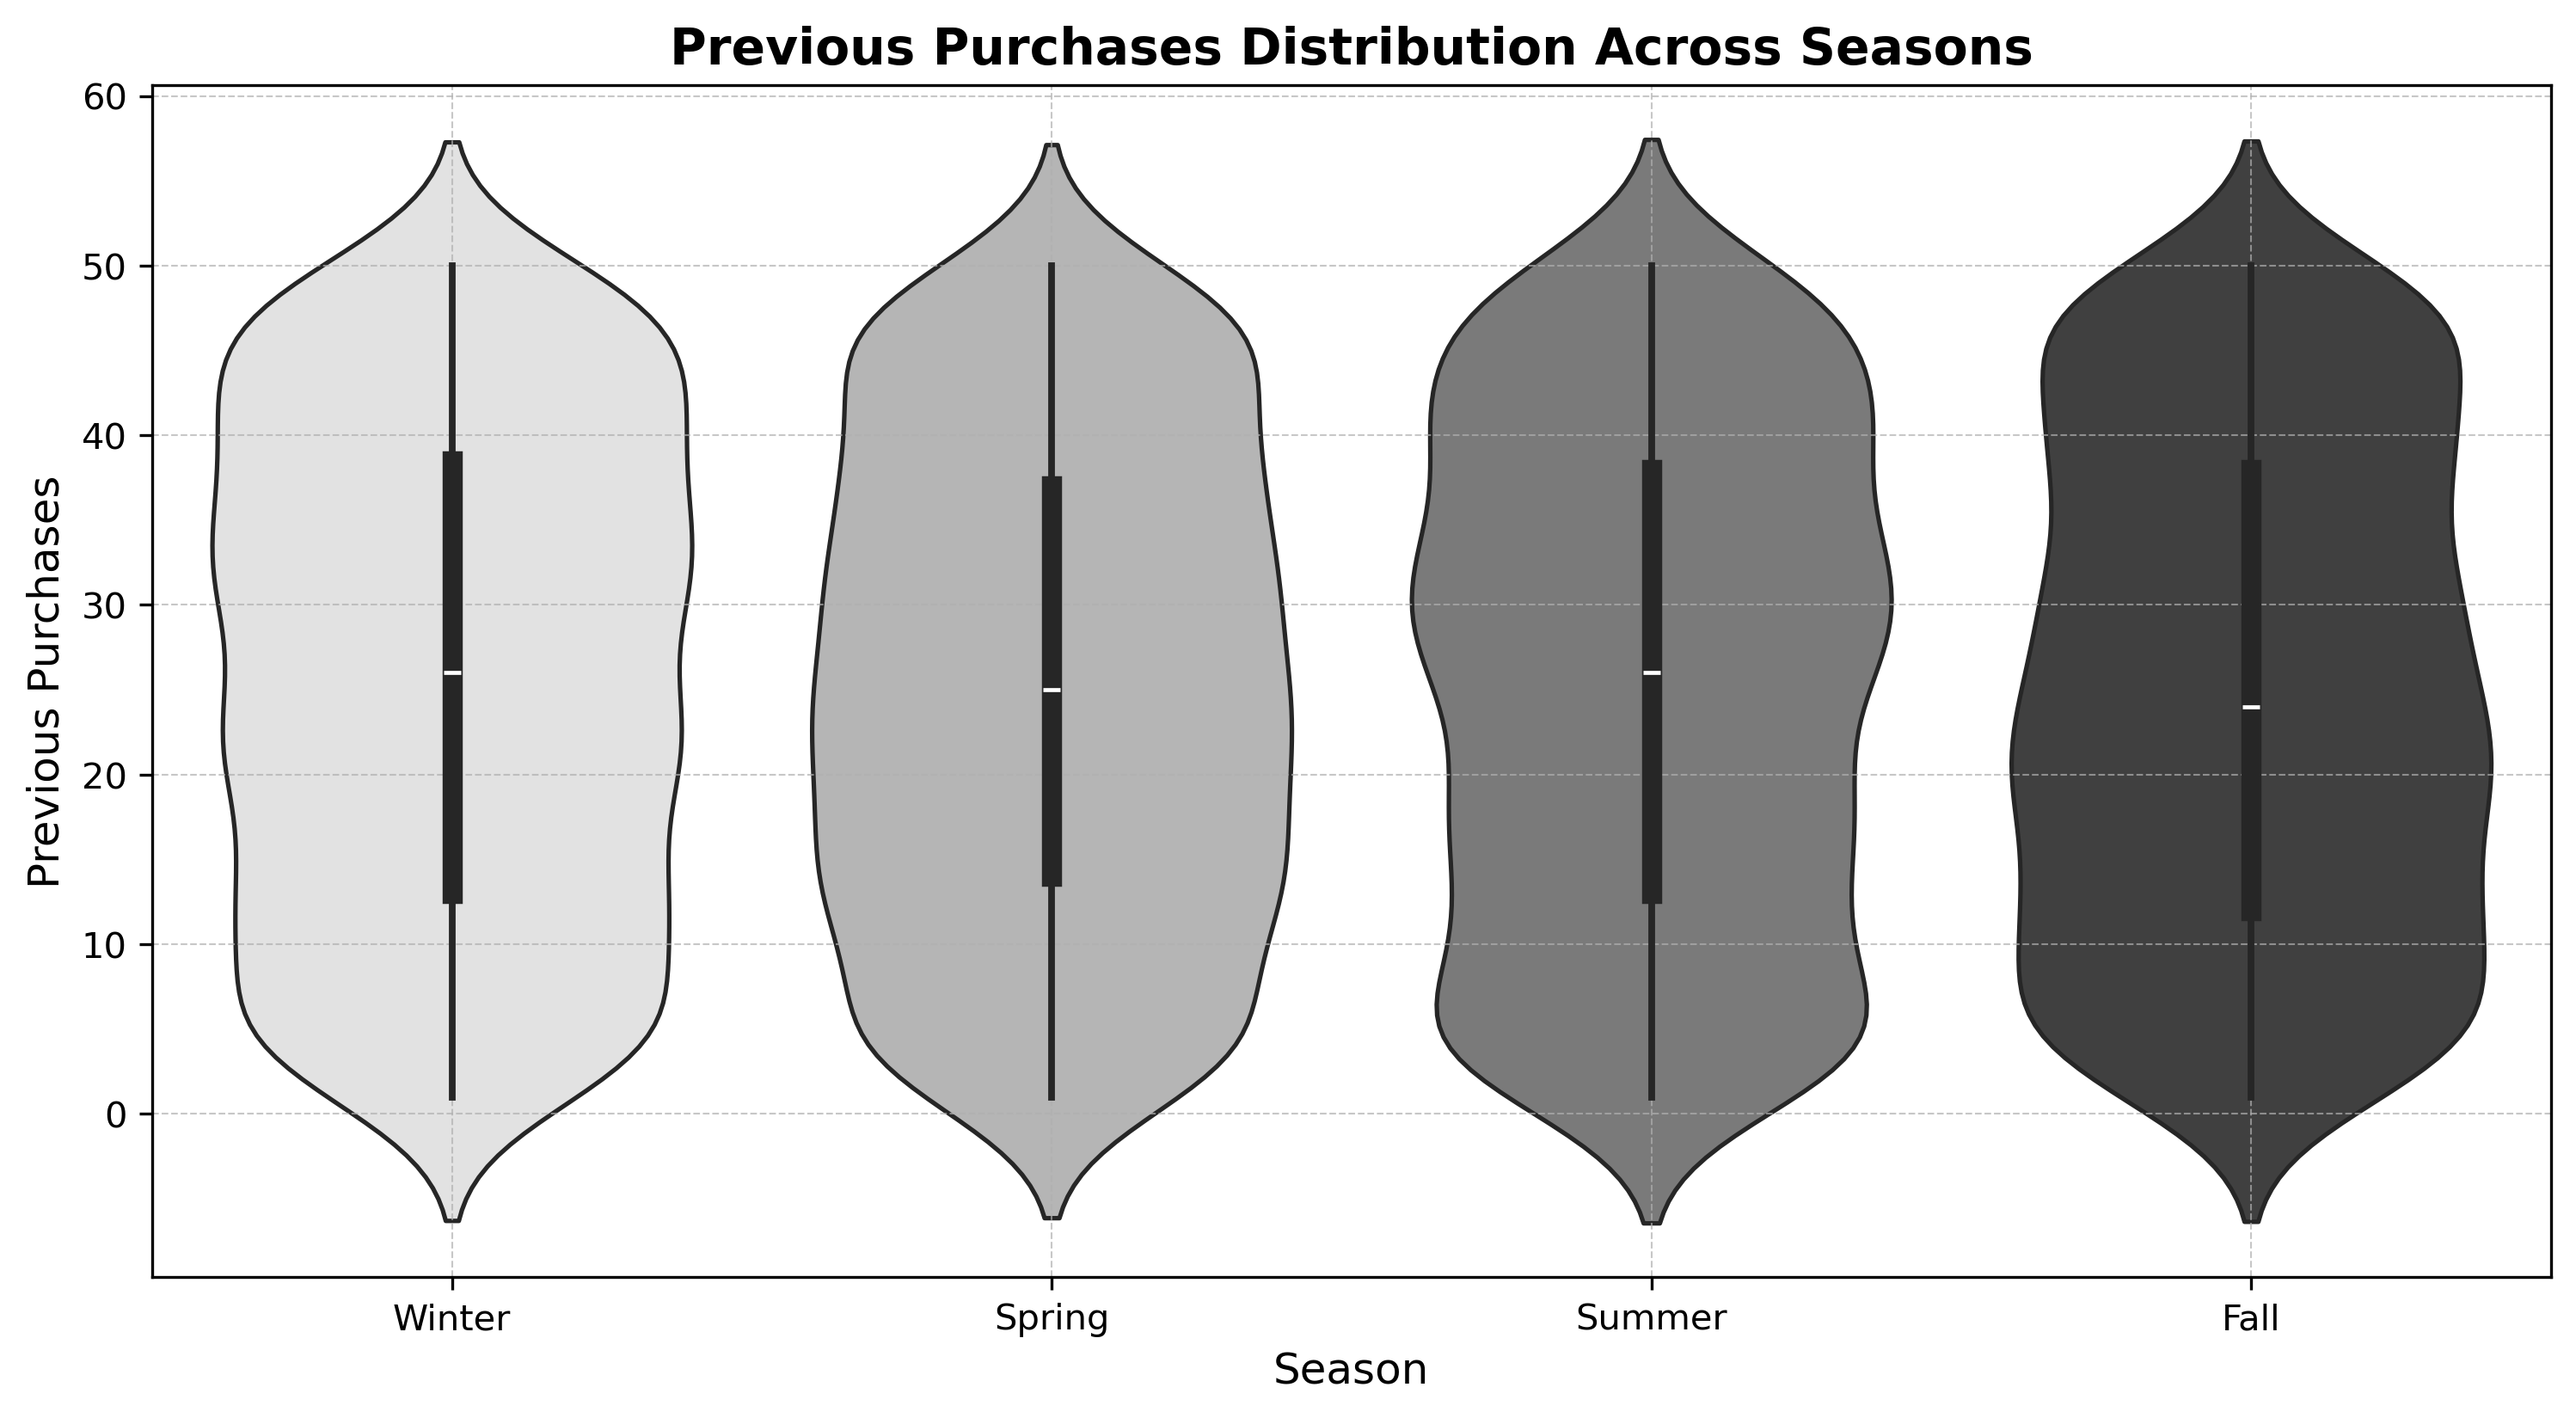 Previous Purchases Distribution Across Seasons
Previous Purchases
60
50
40
30
20
10
0
Winter
Spring
Summer
Fall
Season